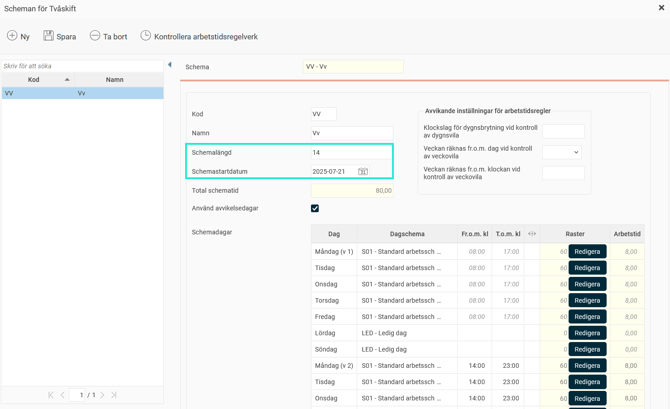 Scheman för Tvåskift
Ny Spara Ta bort Kontrollera arbetstidsregelverk
Skriv för att söka
Kod Namn
VV Vv
1 / 1
Schema VV - Vv
Kod VV
Namn Vv
Schemalängd 14
Schemastartdatum 2025-07-21
Total schematid 80,00
Använd avvikelsedagar
Avvikande inställningar för arbetstidsregler
Klockslag för dygnsbrytning vid kontroll
av dygnsvila
Veckan räknas fr.o.m. dag vid kontroll
av veckovila
Veckan räknas fr.o.m. klockan vid
kontroll av veckovila
Schemadagar
Dag Dagschema Fr.o.m. kl T.o.m. kl Raster Arbetstid
Måndag (v 1) S01 - Standard arbetssch ... 08:00 17:00 60 Redigera 8,00
Tisdag S01 - Standard arbetssch ... 08:00 17:00 60 Redigera 8,00
Onsdag S01 - Standard arbetssch ... 08:00 17:00 60 Redigera 8,00
Torsdag S01 - Standard arbetssch ... 08:00 17:00 60 Redigera 8,00
Fredag S01 - Standard arbetssch ... 08:00 17:00 60 Redigera 8,00
Lördag LED - Ledig dag 0 Redigera 0,00
Söndag LED - Ledig dag 0 Redigera 0,00
Måndag (v 2) S01 - Standard arbetssch ... 14:00 23:00 60 Redigera 8,00
Tisdag S01 - Standard arbetssch ... 14:00 23:00 60 Redigera 8,00
Onsdag S01 - Standard arbetssch ... 14:00 23:00 60 Redigera 8,00